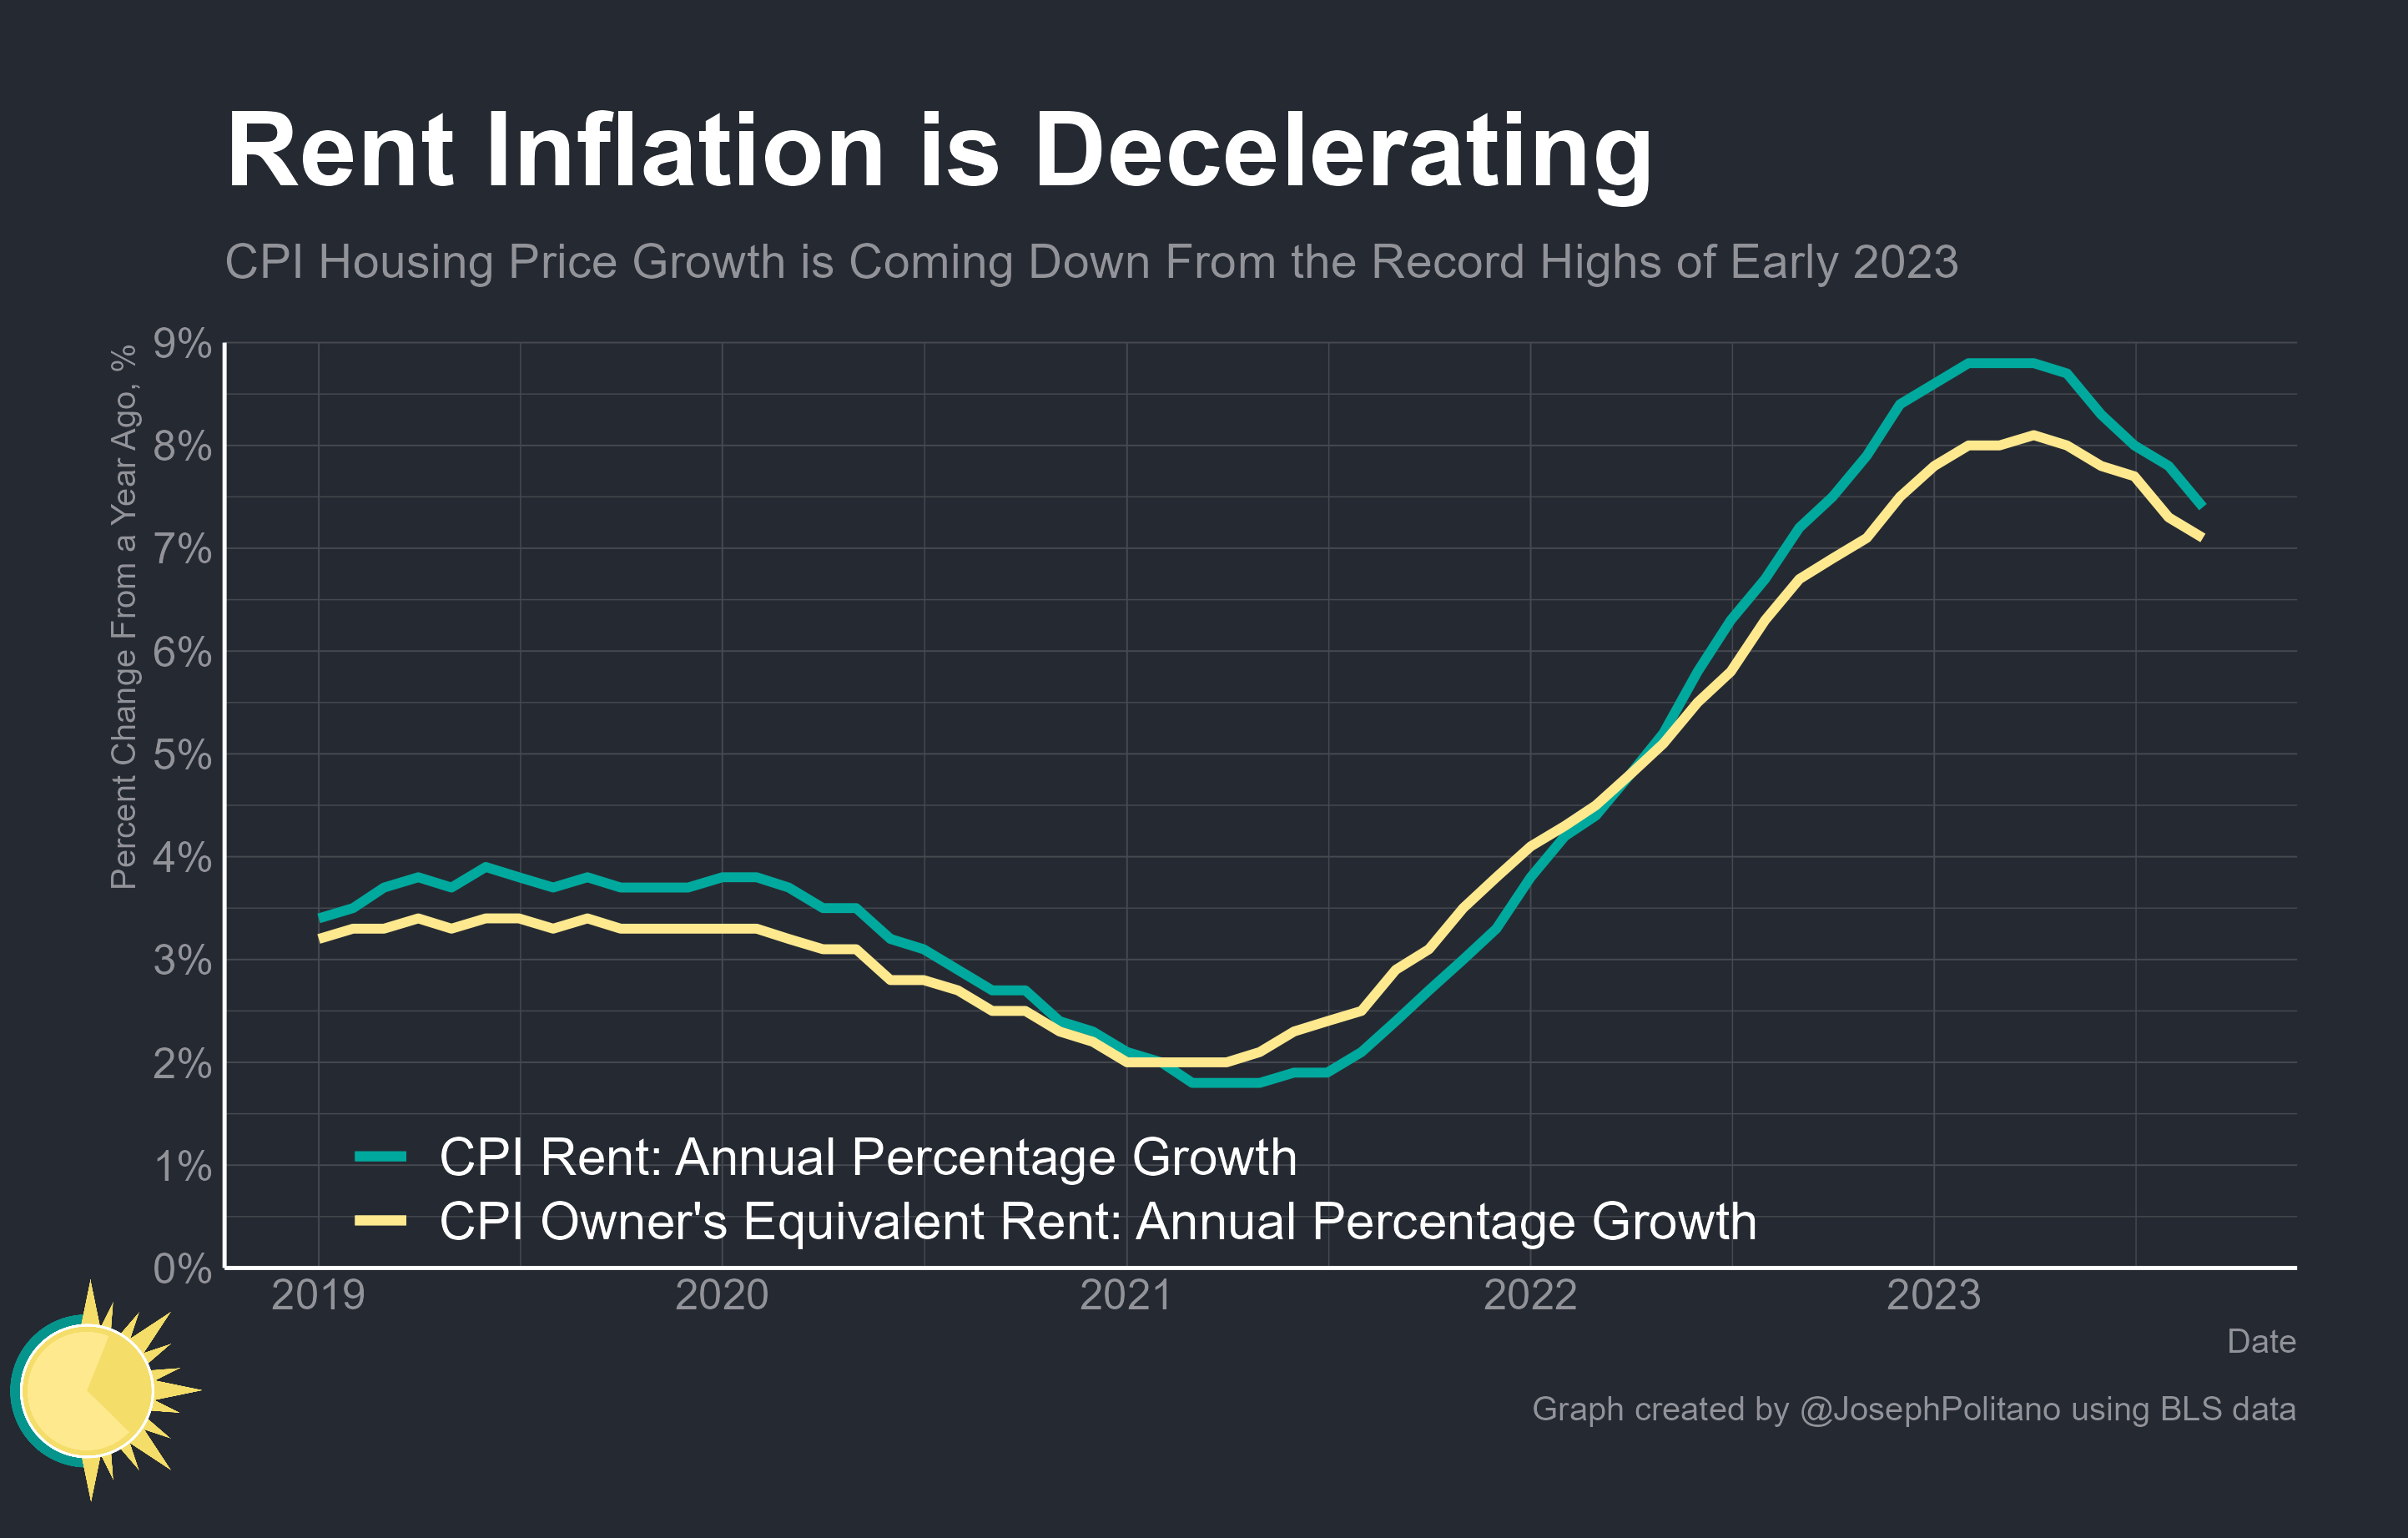 Rent Inflation is Decelerating
CPI Housing Price Growth is Coming Down From the Record Highs of Early 2023
Percent Change From a Year Ago, %
9%
8%
7%
6%
5%
4%
3%
2%
1%
0%
CPI Rent: Annual Percentage Growth
CPI Owner's Equivalent Rent: Annual Percentage Growth
2019 2020 2021 2022 2023
Date
Graph created by @JosephPolitano using BLS data